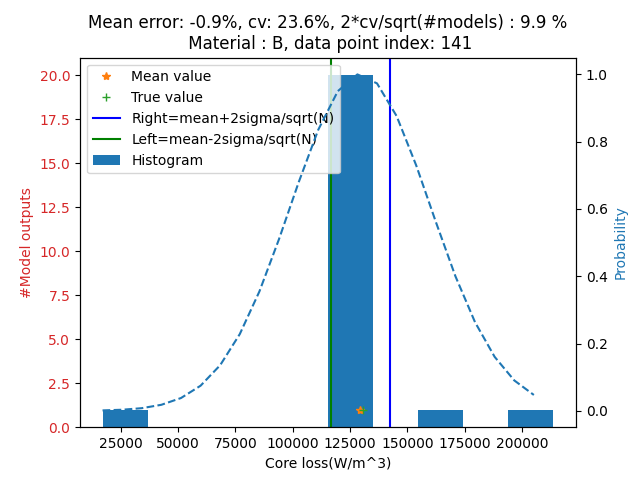 Mean error: -0.9%, cv: 23.6%, 2*cv/sqrt(#models) : 9.9 %
Material : B, data point index: 141
Mean value
True value
Right=mean+2sigma/sqrt(N)
Left=mean-2sigma/sqrt(N)
Histogram
20.0
17.5
15.0
12.5
10.0
7.5
5.0
2.5
0.0
#Model outputs
1.0
0.8
0.6
0.4
0.2
0.0
Probability
25000 50000 75000 100000 125000 150000 175000 200000
Core loss(W/m^3)